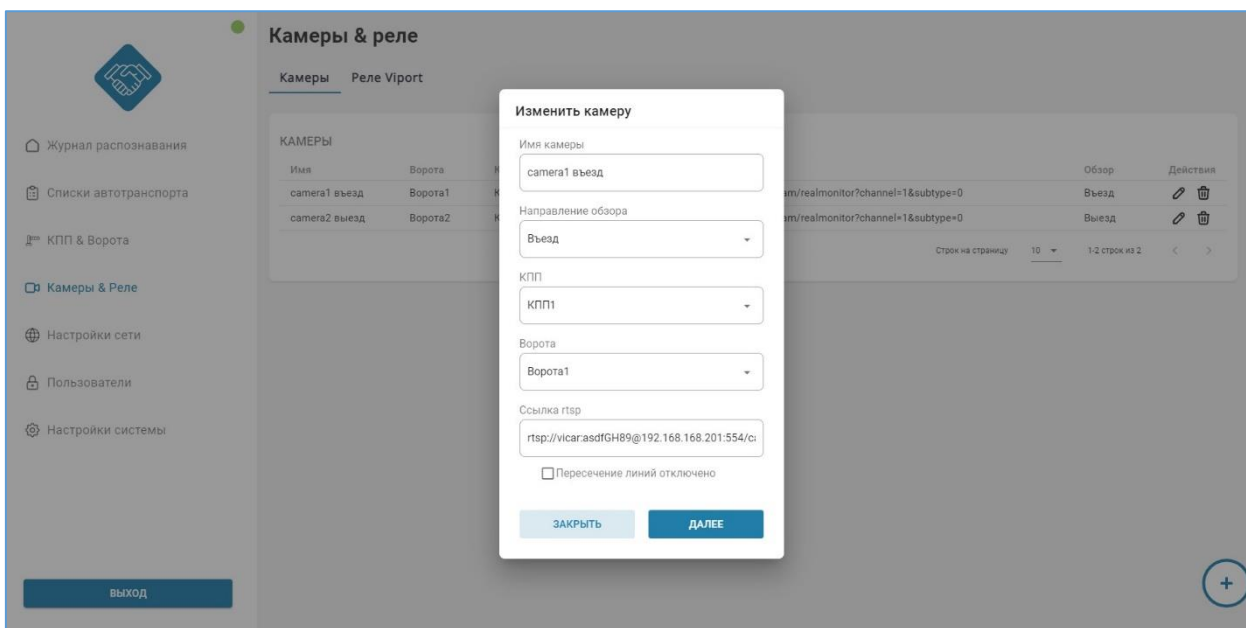 Камеры & реле
Камеры Реле Viport
Изменить камеру
Журнал распознавания
Списки автотранспорта
КПП & Ворота
Камеры & Реле
Настройки сети
Пользователи
Настройки системы
ВЫХОД
КАМЕРЫ
Имя Ворота Обзор Действия
camera1 въезд Ворота1 am/realmonitor?channel=1&subtype=0 Въезд
camera2 выезд Ворота2 am/realmonitor?channel=1&subtype=0 Выезд
Строк на страницу 10 1-2 строк из 2
Имя камеры
camera1 въезд
Направление обзора
Въезд
КПП
КПП1
Ворота
Ворота1
Ссылка rtsp
rtsp://vicar:asdfGH89@192.168.168.201:554/ca
Пересечение линий отключено
ЗАКРЫТЬ ДАЛЕЕ